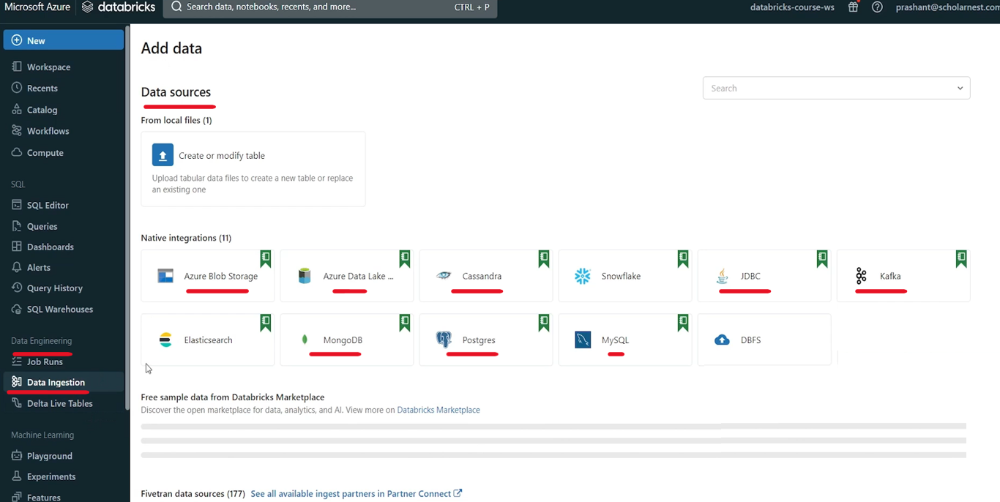 Microsoft Azure databricks Search data, notebooks, recents, and more... CTRL + P databricks-course-ws prashant@scholarnest.com
New
Workspace
Recents
Catalog
Workflows
Compute
SQL
SQL Editor
Queries
Dashboards
Alerts
Query History
SQL Warehouses
Data Engineering
Job Runs
Data Ingestion
Delta Live Tables
Machine Learning
Playground
Experiments
Features
Add data
Data sources
Search
From local files (1)
Create or modify table
Upload tabular data files to create a new table or replace
an existing one
Native integrations (11)
Azure Blob Storage Azure Data Lake ... Cassandra Snowflake JDBC Kafka
Elasticsearch MongoDB Postgres MySQL DBFS
Free sample data from Databricks Marketplace
Discover the open marketplace for data, analytics, and AI. View more on Databricks Marketplace
Fivetran data sources (177) See all available ingest partners in Partner Connect